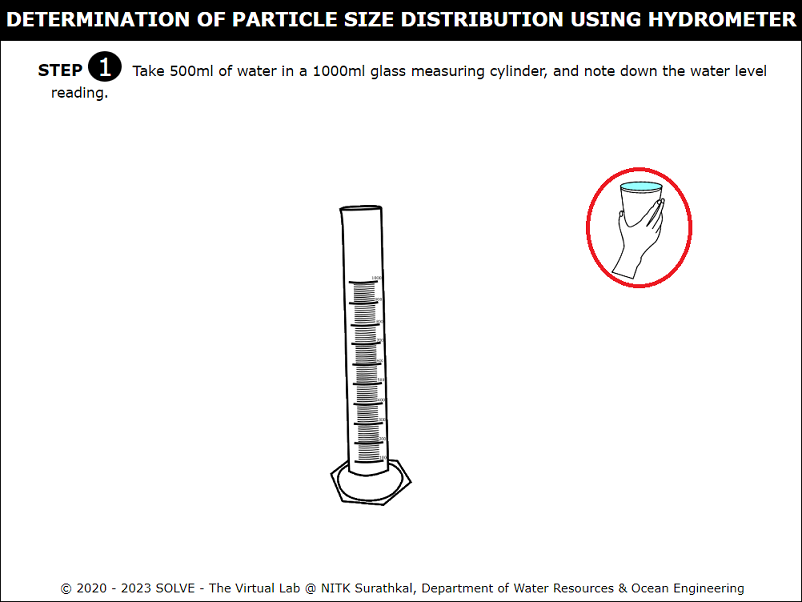 DETERMINATION OF PARTICLE SIZE DISTRIBUTION USING HYDROMETER
STEP 1 Take 500ml of water in a 1000ml glass measuring cylinder, and note down the water level
reading.
1000
© 2020 - 2023 SOLVE - The Virtual Lab @ NITK Surathkal, Department of Water Resources & Ocean Engineering